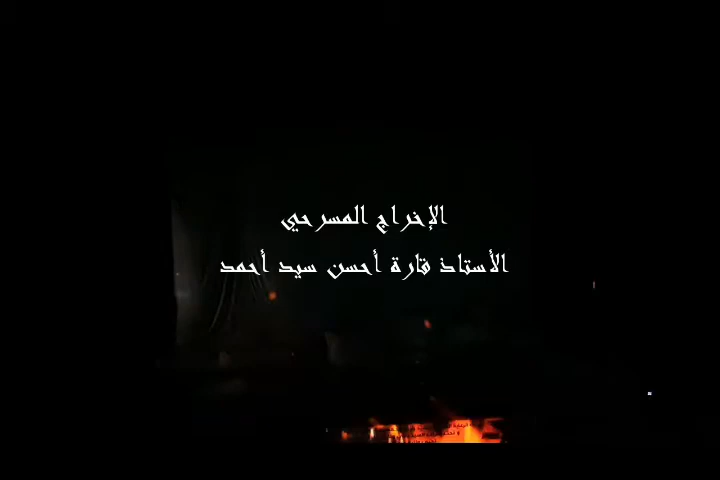 الإخراج المسرحي
الأستاذ قارة أحسن سيد أحمد